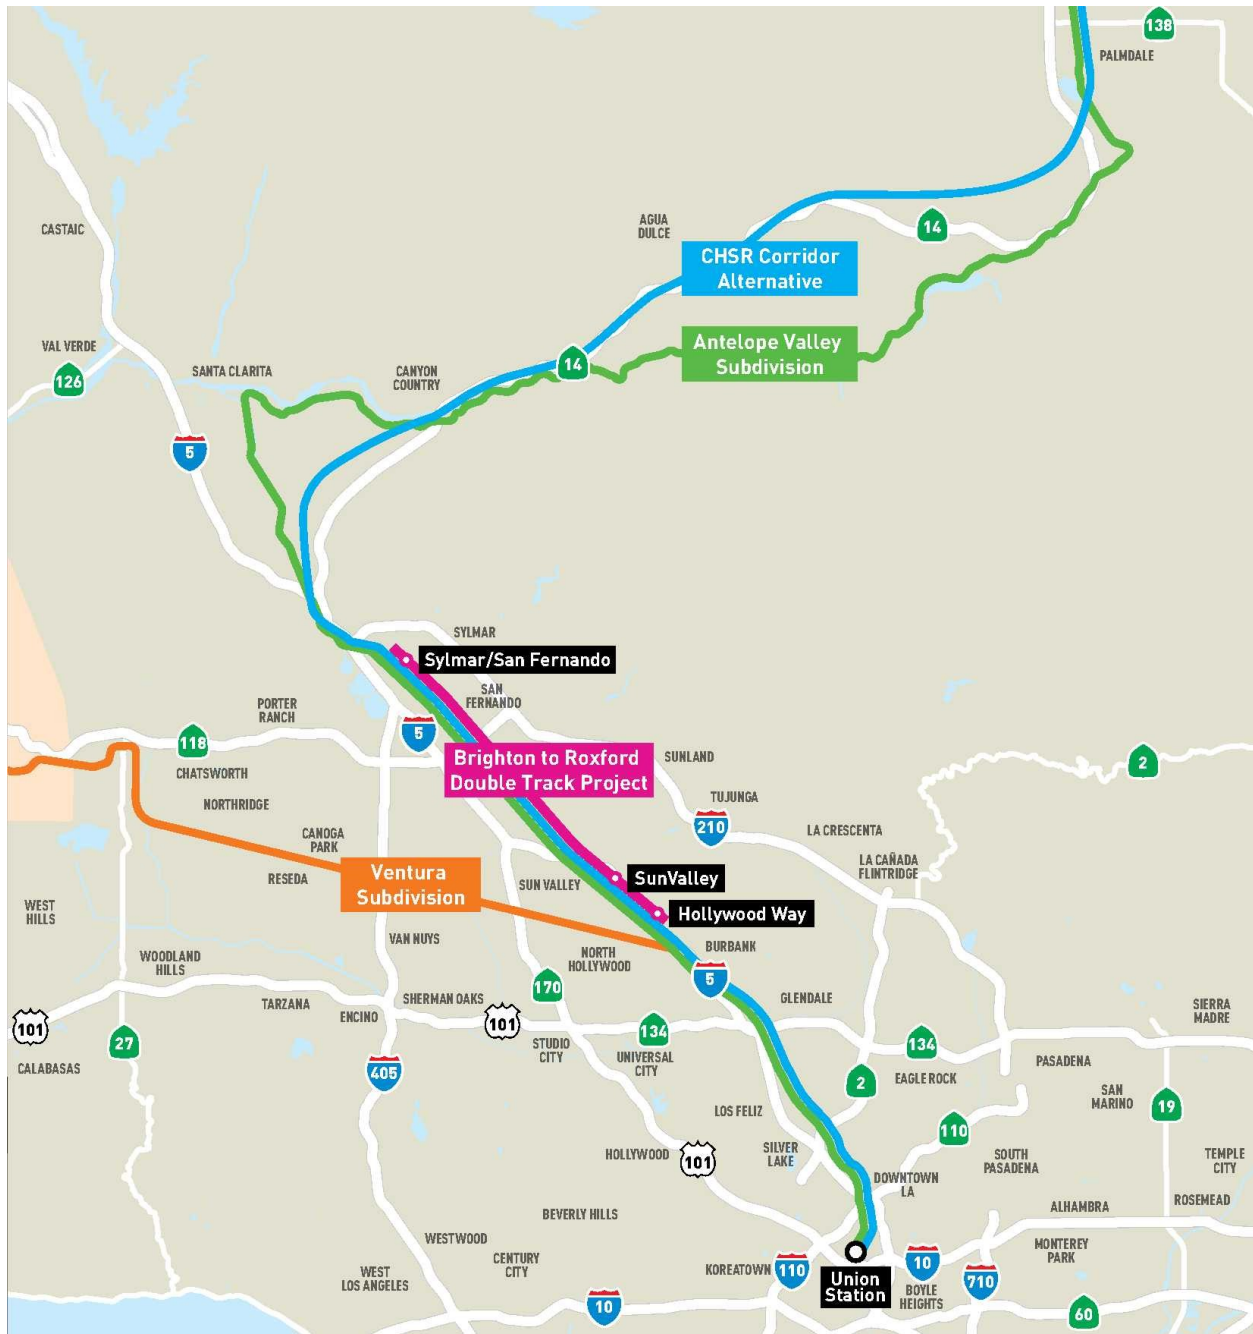 138
PALMDALE
CASTAIC
AGUA
DULCE
14
CHSR Corridor
Alternative
VAL VERDE
126
SANTA CLARITA
CANYON
COUNTRY
14
Antelope Valley
Subdivision
5
SYLMAR
Sylmar/San Fernando
SAN
FERNANDO
PORTER
RANCH
118
5
CHATSWORTH
NORTHRIDGE
Brighton to Roxford
Double Track Project
SUNLAND
2
TUJUNGA
210
LA CRESCENTA
CANOGA
PARK
RESEDA
Ventura
Subdivision
SUN VALLEY
SunValley
LA CAÑADA
FLINTRIDGE
WEST
HILLS
Hollywood Way
VAN NUYS
NORTH
HOLLYWOOD
BURBANK
WOODLAND
HILLS
5
170
TARZANA
ENCINO
SHERMAN OAKS
GLENDALE
SIERRA
MADRE
101
27
101
134
134
STUDIO
CITY
UNIVERSAL
CITY
CALABASAS
405
2
EAGLE ROCK
PASADENA
SAN
MARINO
19
LOS FELIZ
110
SILVER
LAKE
HOLLYWOOD
101
SOUTH
PASADENA
TEMPLE
CITY
DOWNTOWN
LA
BEVERLY HILLS
ALHAMBRA
ROSEMEAD
WESTWOOD
CENTURY
CITY
WEST
LOS ANGELES
KOREATOWN
110
Union
Station
10
BOYLE
HEIGHTS
710
MONTEREY
PARK
10
60